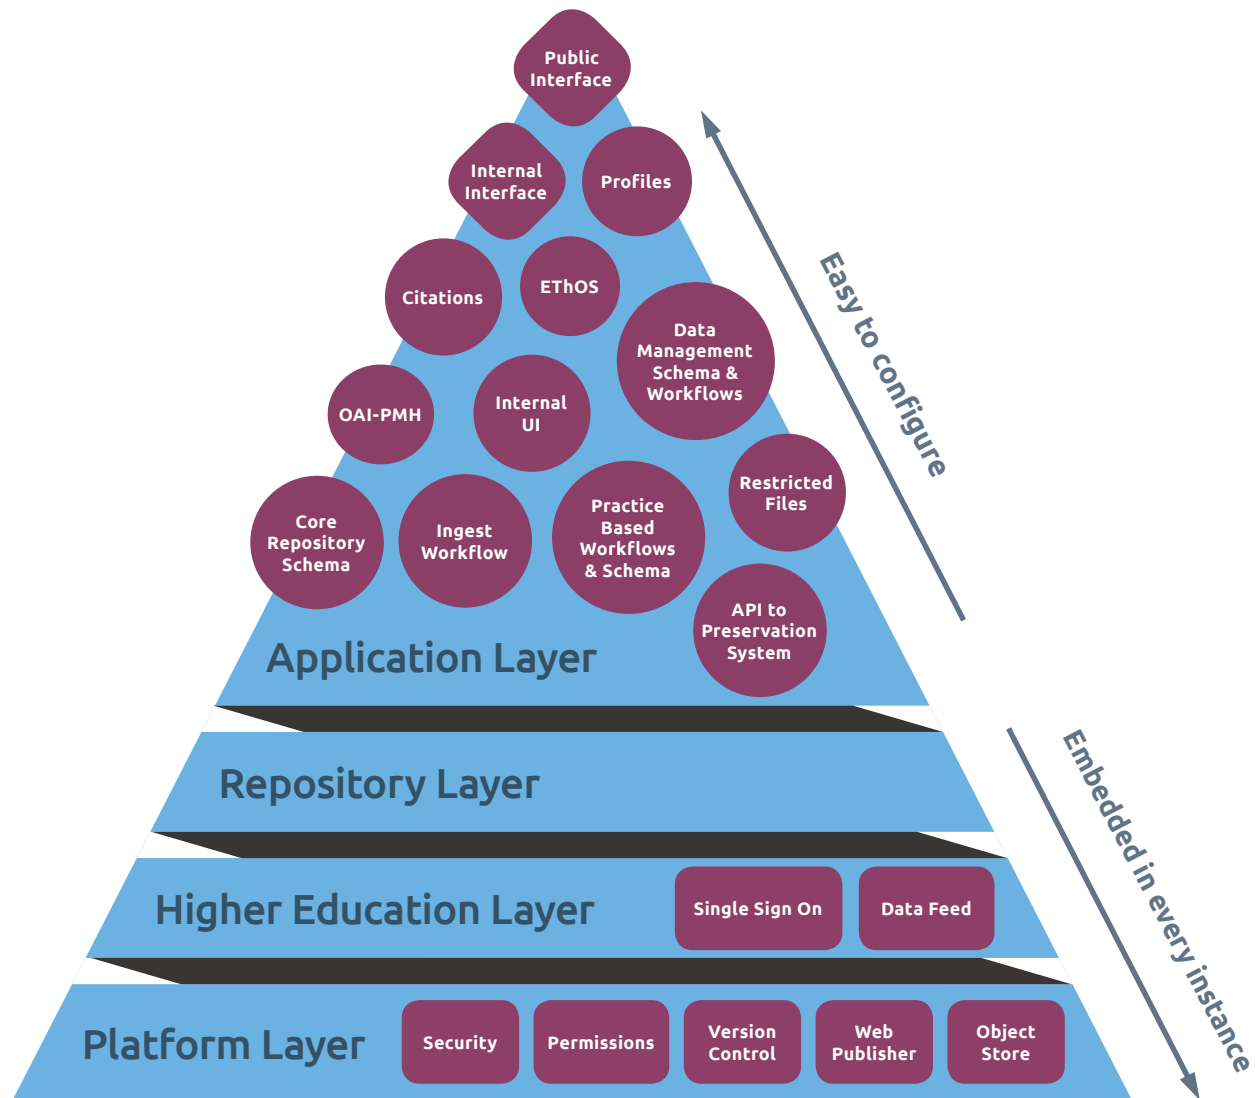 Public
Interface
Internal
Interface
Profiles
Citations
EThOS
Data
Management
Schema &
Workflows
Easy to configure
OAI-PMH
Internal
UI
Restricted
Files
Core
Repository
Schema
Ingest
Workflow
Practice
Based
Workflows
& Schema
API to
Preservation
System
Application Layer
Repository Layer
Embedded in every instance
Higher Education Layer
Single Sign On
Data Feed
Platform Layer
Security
Permissions
Version
Control
Web
Publisher
Object
Store